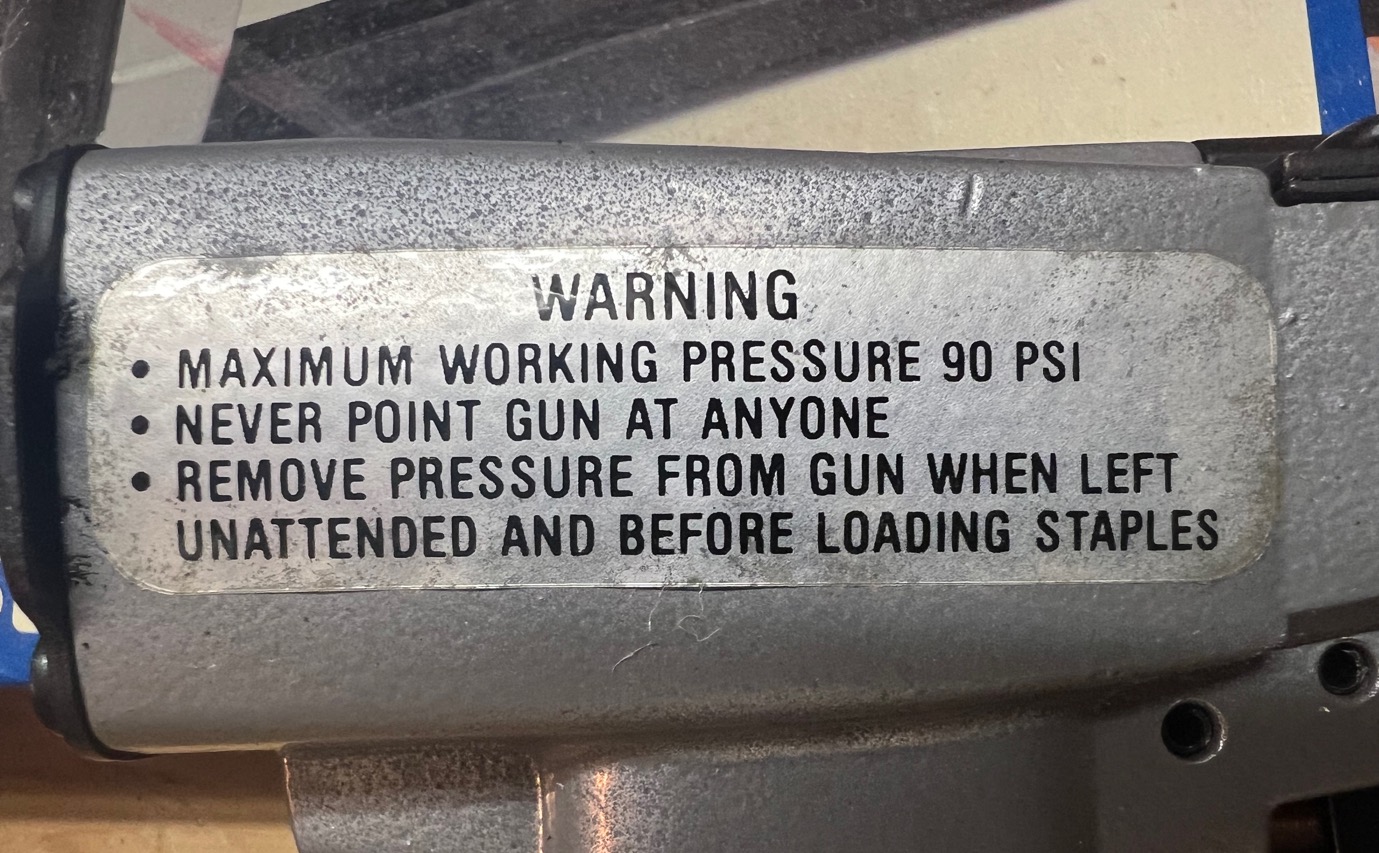 WARNING
• MAXIMUM WORKING PRESSURE 90 PSI
• NEVER POINT GUN AT ANYONE
• REMOVE PRESSURE FROM GUN WHEN LEFT
UNATTENDED AND BEFORE LOADING STAPLES